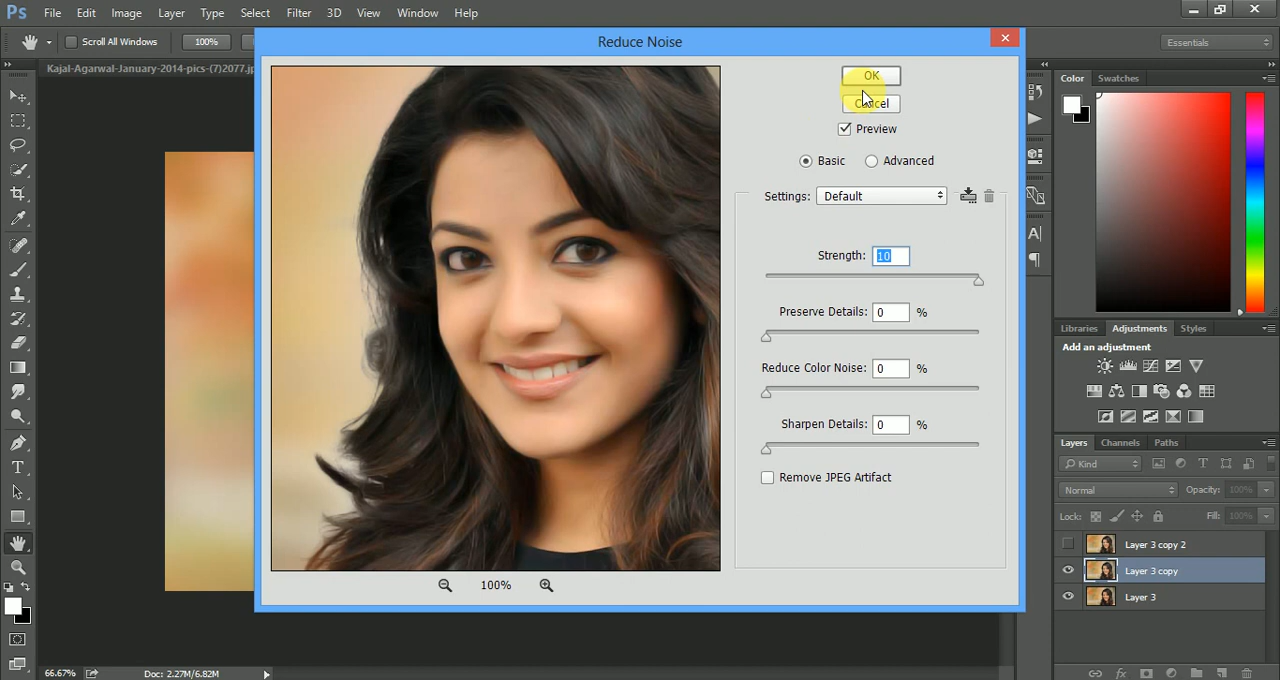 Ps File Edit Image Layer Type Select Filter 3D View Window Help
Scroll All Windows 100% Essentials
Kajal-Agarwal-January-2014-pics-(7)2077.jp
Reduce Noise
OK
Cancel
Preview
Basic Advanced
Settings: Default
Strength: 10
Preserve Details: 0 %
Reduce Color Noise: 0 %
Sharpen Details: 0 %
Remove JPEG Artifact
100%
Color Swatches
Libraries Adjustments Styles
Add an adjustment
Layers Channels Paths
Kind
Normal Opacity: 100%
Lock: Fill: 100%
Layer 3 copy 2
Layer 3 copy
Layer 3
66.67% Doc: 2.27M/6.82M